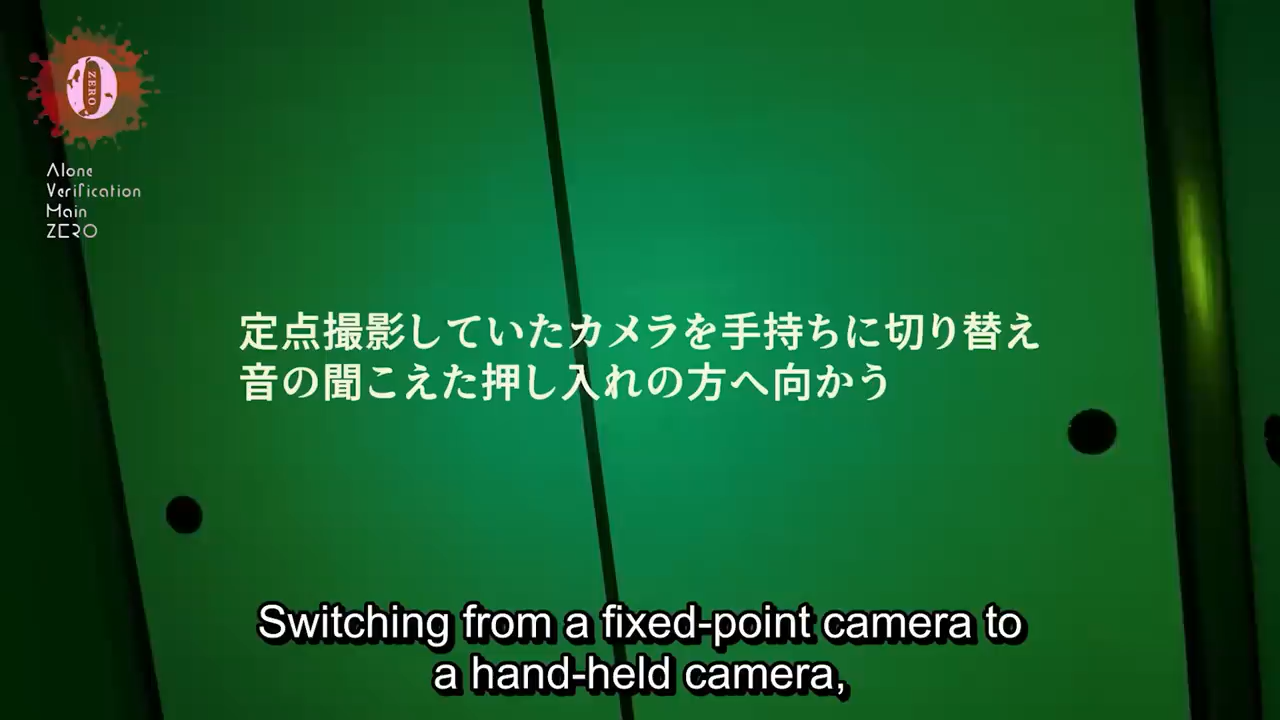 0
ZERO
Alone
Verification
Main
ZERO
定点撮影していたカメラを手持ちに切り替え
音の聞こえた押し入れの方へ向かう
Switching from a fixed-point camera to
a hand-held camera,